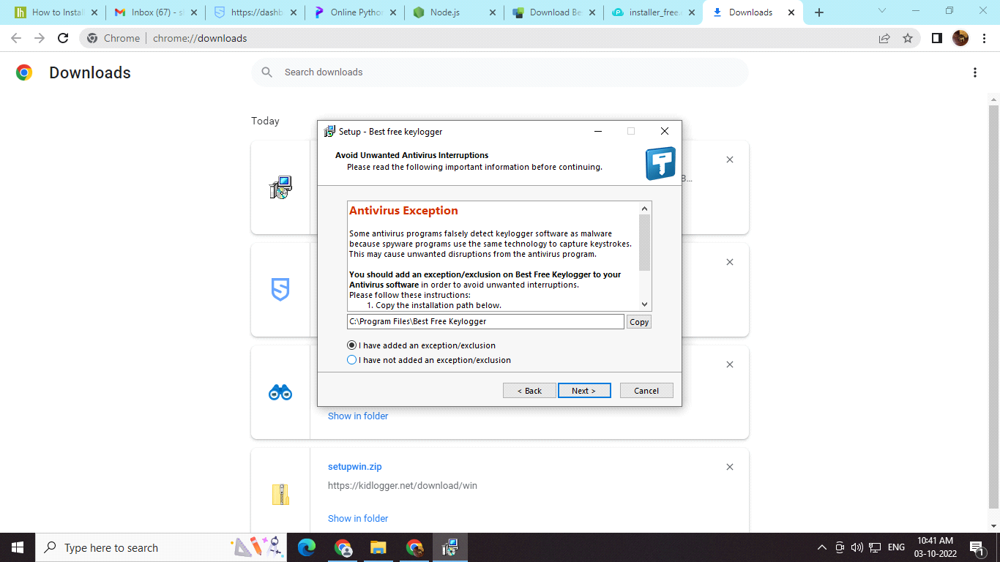 How to Install
Inbox (67) - s
https://dashb
Online Pytho
Node.js
Download Be
installer_free.
Downloads
Chrome
chrome://downloads
Downloads
Search downloads
Today
Setup - Best free keylogger
Avoid Unwanted Antivirus Interruptions
Please read the following important information before continuing.
B...
Antivirus Exception
Some antivirus programs falsely detect keylogger software as malware
because spyware programs use the same technology to capture keystrokes.
This may cause unwanted disruptions from the antivirus program.
You should add an exception/exclusion on Best Free Keylogger to your
Antivirus software in order to avoid unwanted interruptions.
Please follow these instructions:
1. Copy the installation path below.
C:\Program Files\Best Free Keylogger
Copy
I have added an exception/exclusion
I have not added an exception/exclusion
< Back
Next >
Cancel
Show in folder
setupwin.zip
https://kidlogger.net/download/win
Show in folder
Type here to search
ENG
10:41 AM
03-10-2022
1